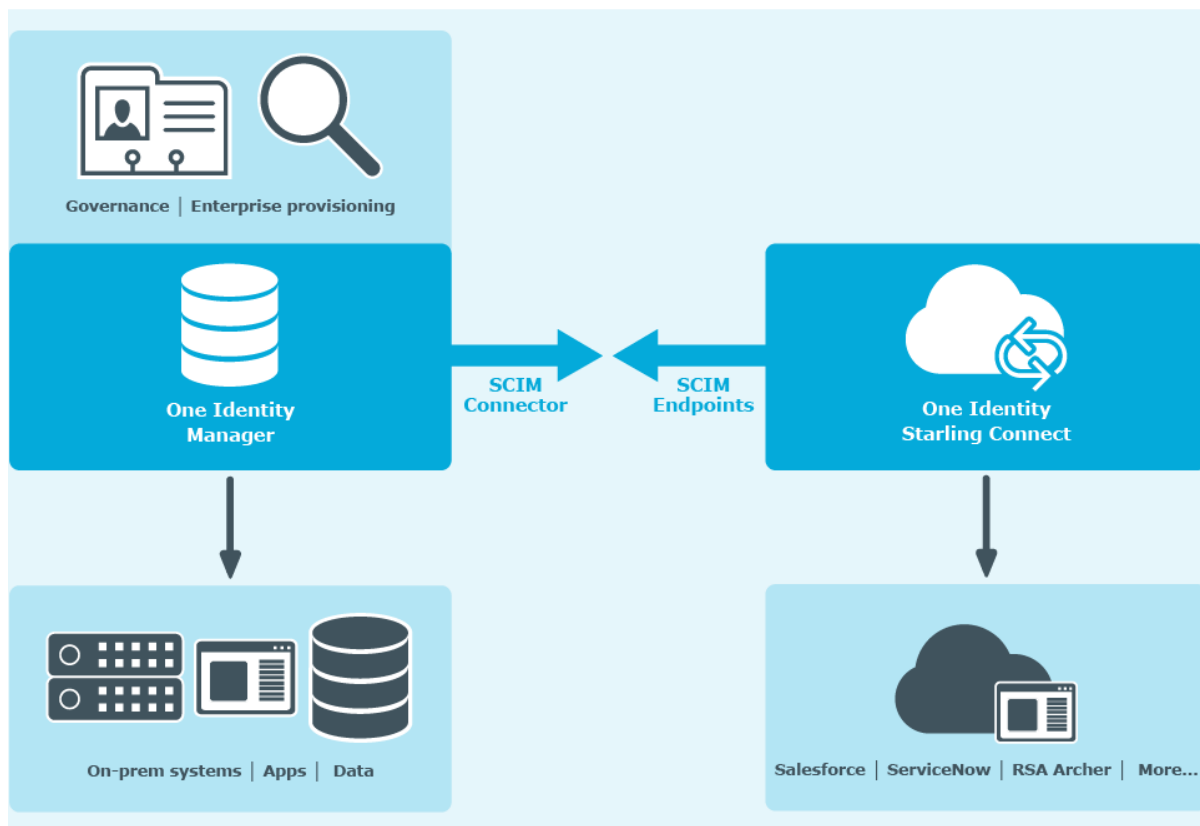 Governance | Enterprise provisioning
One Identity
Manager
SCIM
Connector
SCIM
Endpoints
One Identity
Starling Connect
On-prem systems | Apps | Data
Salesforce | ServiceNow | RSA Archer | More...